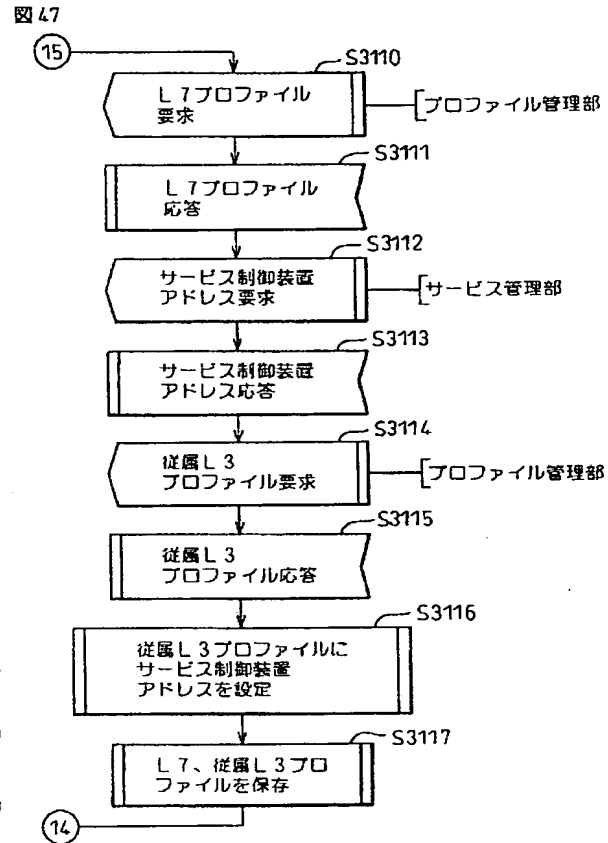 図47
15
S3110
L7プロファイル
要求
プロファイル管理部
S3111
L7プロファイル
応答
S3112
サービス制御装置
アドレス要求
サービス管理部
S3113
サービス制御装置
アドレス応答
S3114
従属L3
プロファイル要求
プロファイル管理部
S3115
従属L3
プロファイル応答
S3116
従属L3プロファイルに
サービス制御装置
アドレスを設定
S3117
L7、従属L3プロ
ファイルを保存
14